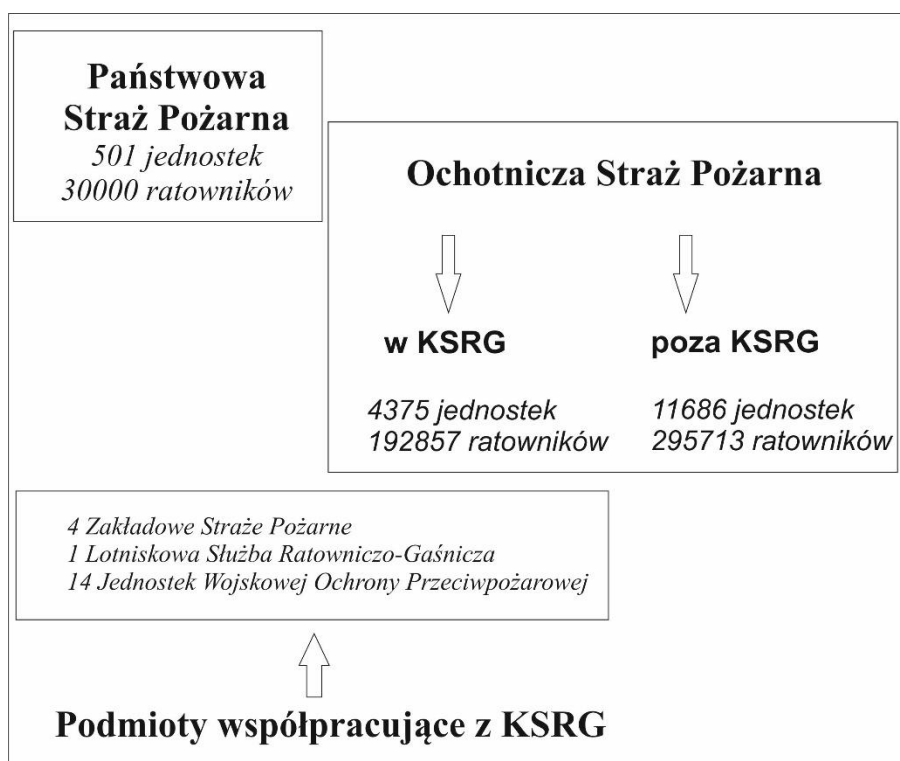 Państwowa
Straż Pożarna
501 jednostek
30000 ratowników
Ochotnicza Straż Pożarna
w KSRG
4375 jednostek
192857 ratowników
poza KSRG
11686 jednostek
295713 ratowników
4 Zakładowe Straże Pożarne
1 Lotniskowa Służba Ratowniczo-Gaśnicza
14 Jednostek Wojskowej Ochrony Przeciwpożarowej
Podmioty współpracujące z KSRG